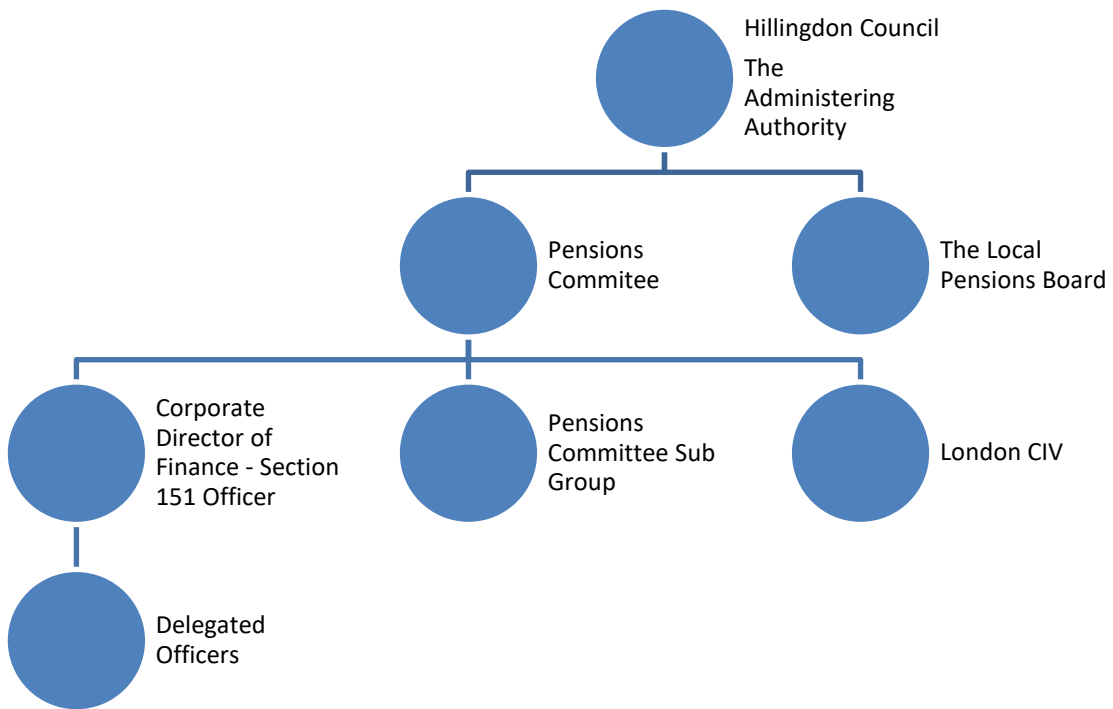 Hillingdon Council
The
Administering
Authority
Pensions
Commitee
The Local
Pensions Board
Corporate
Director of
Finance - Section
151 Officer
Pensions
Committee Sub
Group
London CIV
Delegated
Officers